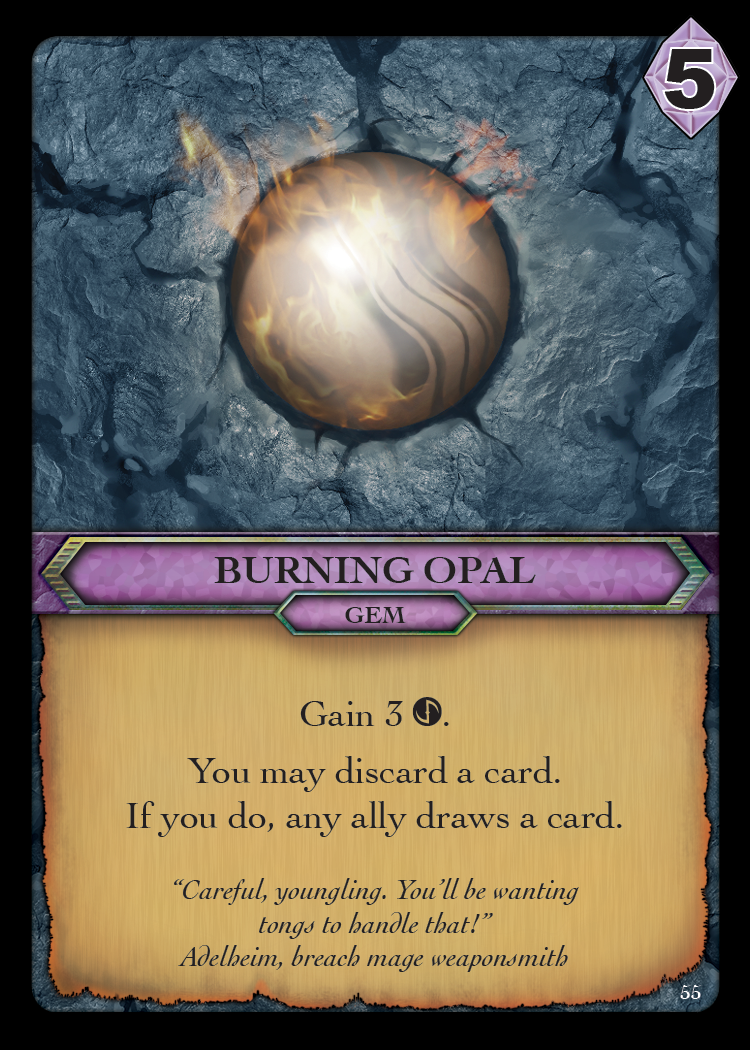 5
BURNING OPAL
GEM
Gain 3 .
You may discard a card.
If you do, any ally draws a card.
“Careful, youngling. You’ll be wanting
tongs to handle that!”
Adelheim, breach mage weaponsmith
55